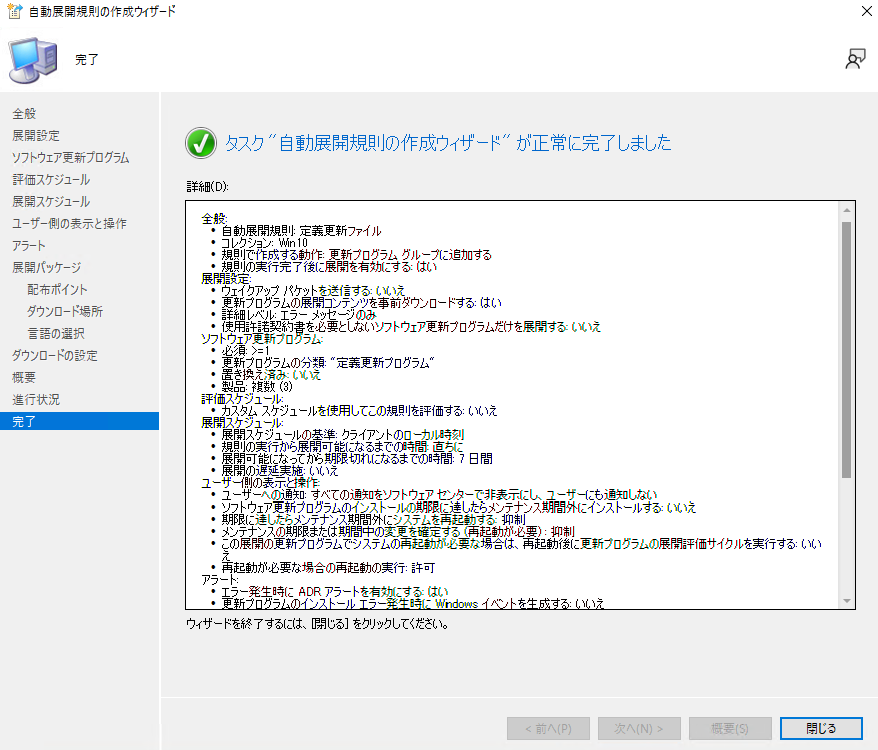 自動展開規則の作成ウィザード
完了
全般
展開設定
ソフトウェア更新プログラム
評価スケジュール
展開スケジュール
ユーザー側の表示と操作
アラート
展開パッケージ
配布ポイント
ダウンロード場所
言語の選択
ダウンロードの設定
概要
進行状況
完了
タスク "自動展開規則の作成ウィザード" が正常に完了しました
詳細(D):
全般:
• 自動展開規則: 定義更新ファイル
• コレクション: Win10
• 規則で作成する動作: 更新プログラム グループに追加する
• 規則の実行完了後に展開を有効にする: はい
展開設定:
• ウェイクアップ パケットを送信する: いいえ
• 更新プログラムの展開コンテンツを事前ダウンロードする: はい
• 詳細レベル: エラー メッセージのみ
• 使用許諾契約書を必要としないソフトウェア更新プログラムだけを展開する: いいえ
ソフトウェア更新プログラム:
• 必須: >=1
• 更新プログラムの分類: "定義更新プログラム"
• 置き換え済み: いいえ
• 製品: 複数 (3)
評価スケジュール:
• カスタム スケジュールを使用してこの規則を評価する: いいえ
展開スケジュール:
• 展開スケジュールの基準: クライアントのローカル時刻
• 規則の実行から展開可能になるまでの時間: 直ちに
• 展開可能になってから期限切れになるまでの時間: 7 日間
• 展開の遅延実施: いいえ
ユーザー側の表示と操作:
• ユーザーへの通知: すべての通知をソフトウェア センターで非表示にし、ユーザーにも通知しない
• ソフトウェア更新プログラムのインストールの期限に達したらメンテナンス期間外にインストールする: いいえ
• 期限に達したらメンテナンス期間外にシステムを再起動する: 抑制
• メンテナンスの期限または期間中の変更を確定する (再起動が必要): 抑制
• この展開の更新プログラムでシステムの再起動が必要な場合は、再起動後に更新プログラムの展開評価サイクルを実行する: いい
え
• 再起動が必要な場合の再起動の実行: 許可
アラート:
• エラー発生時に ADR アラートを有効にする: はい
• 更新プログラムのインストール エラー発生時に Windows イベントを生成する: いいえ
ウィザードを終了するには、[閉じる] をクリックしてください。
< 前へ(P)
次へ(N) >
概要(S)
閉じる